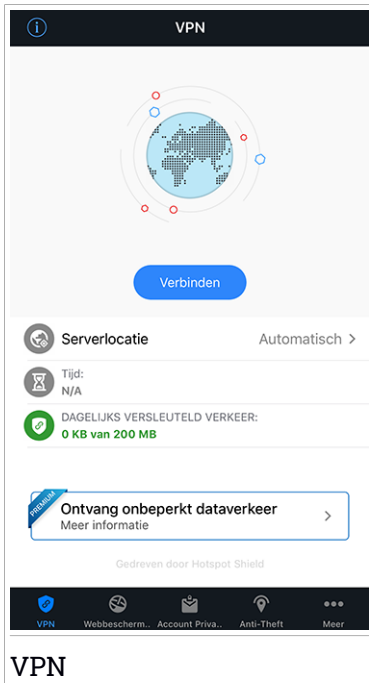 VPN
Verbinden
Serverlocatie Automatisch
Tijd:
N/A
DAGELIJKS VERSLEUTELD VERKEER:
0 KB van 200 MB
PREMIUM
Ontvang onbeperkt dataverkeer
Meer informatie
Gedreven door Hotspot Shield
VPN Webbescherm.. Account Priva.. Anti-Theft Meer
VPN